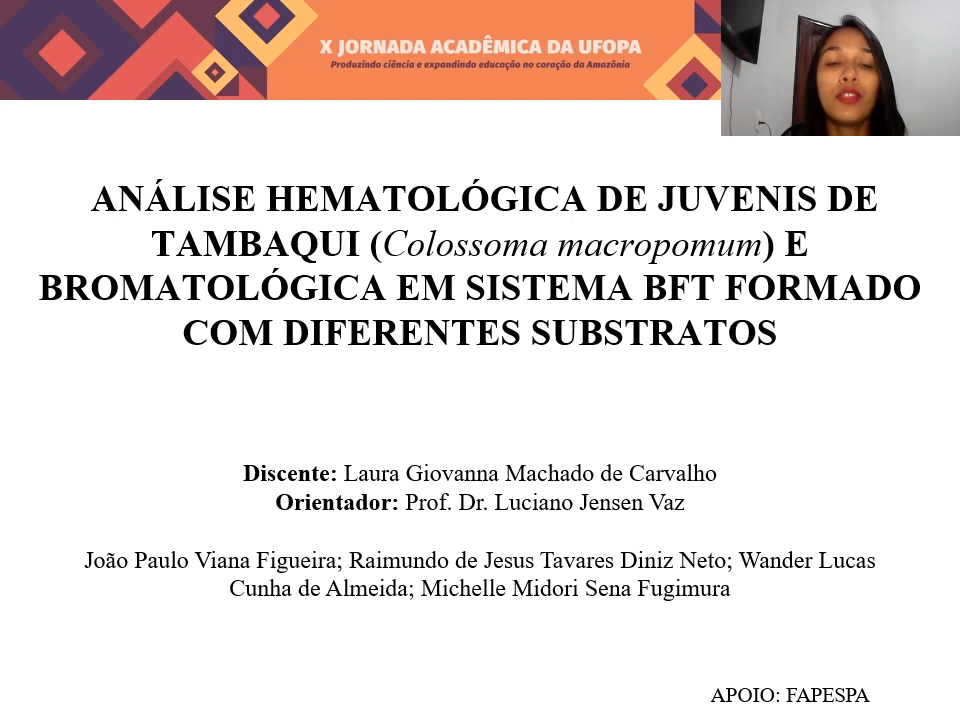 X JORNADA ACADÊMICA DA UFOPA
Produzindo ciência e expandindo educação no coração da Amazônia
ANÁLISE HEMATOLÓGICA DE JUVENIS DE
TAMBAQUI (Colossoma macropomum) E
BROMATOLÓGICA EM SISTEMA BFT FORMADO
COM DIFERENTES SUBSTRATOS
Discente: Laura Giovanna Machado de Carvalho
Orientador: Prof. Dr. Luciano Jensen Vaz
João Paulo Viana Figueira; Raimundo de Jesus Tavares Diniz Neto; Wander Lucas
Cunha de Almeida; Michelle Midori Sena Fugimura
APOIO: FAPESPA